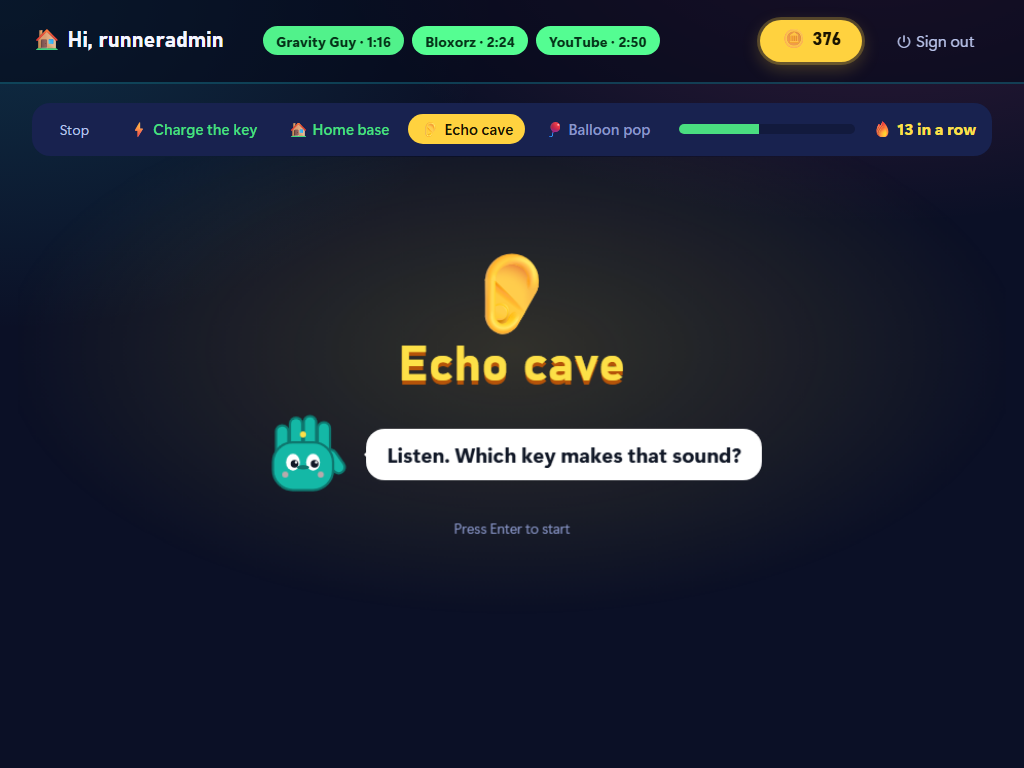 Hi, runneradmin
Gravity Guy · 1:16
Bloxorz · 2:24
YouTube · 2:50
376
Sign out
Stop
Charge the key
Home base
Echo cave
Balloon pop
13 in a row
Echo cave
Listen. Which key makes that sound?
Press Enter to start